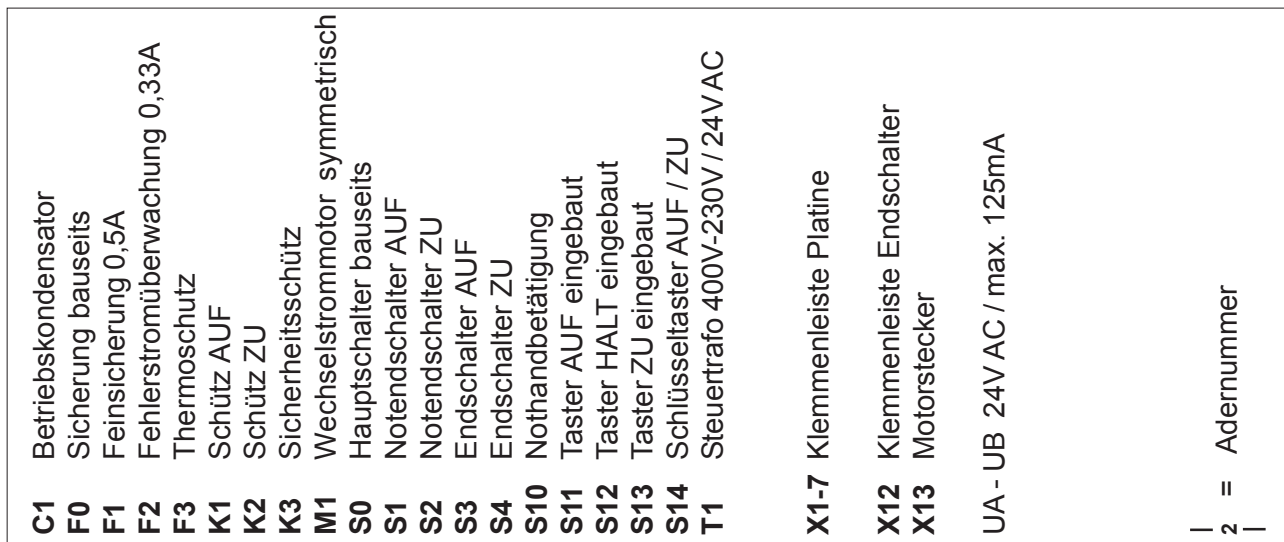 C1 Betriebskondensator
F0 Sicherung bauseits
F1 Feinsicherung 0,5A
F2 Fehlerstromüberwachung 0,33A
F3 Thermoschutz
K1 Schütz AUF
K2 Schütz ZU
K3 Sicherheitsschütz
M1 Wechselstrommotor symmetrisch
S0 Hauptschalter bauseits
S1 Notendschalter AUF
S2 Notendschalter ZU
S3 Endschalter AUF
S4 Endschalter ZU
S10 Nothandbetätigung
S11 Taster AUF eingebaut
S12 Taster HALT eingebaut
S13 Taster ZU eingebaut
S14 Schlüsseltaster AUF / ZU
T1 Steuertrafo 400V-230V / 24V AC
X1-7 Klemmenleiste Platine
X12 Klemmenleiste Endschalter
X13 Motorstecker
UA - UB 24V AC / max. 125mA
2 = Adernummer